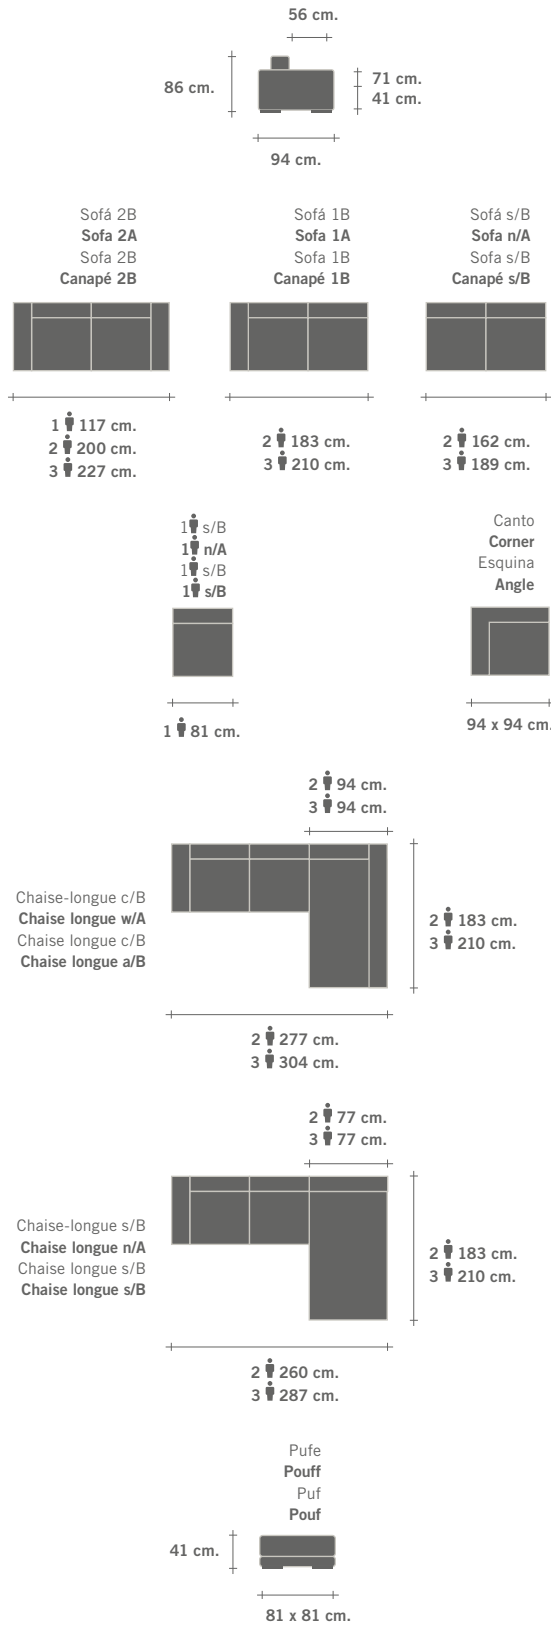 56 cm.
86 cm.
71 cm.
41 cm.
94 cm.
Sofá 2B
Sofa 2A
Sofa 2B
Canapé 2B
Sofá 1B
Sofa 1A
Sofa 1B
Canapé 1B
Sofá s/B
Sofa n/A
Sofa s/B
Canapé s/B
1 117 cm.
2 200 cm.
3 227 cm.
2 183 cm.
3 210 cm.
2 162 cm.
3 189 cm.
1 s/B
1 n/A
1 s/B
1 s/B
Canto
Corner
Esquina
Angle
1 81 cm.
94 x 94 cm.
2 94 cm.
3 94 cm.
Chaise-longue c/B
Chaise longue w/A
Chaise longue c/B
Chaise longue a/B
2 183 cm.
3 210 cm.
2 277 cm.
3 304 cm.
2 77 cm.
3 77 cm.
Chaise-longue s/B
Chaise longue n/A
Chaise longue s/B
Chaise longue s/B
2 183 cm.
3 210 cm.
2 260 cm.
3 287 cm.
Pufe
Pouff
Puf
Pouf
41 cm.
81 x 81 cm.